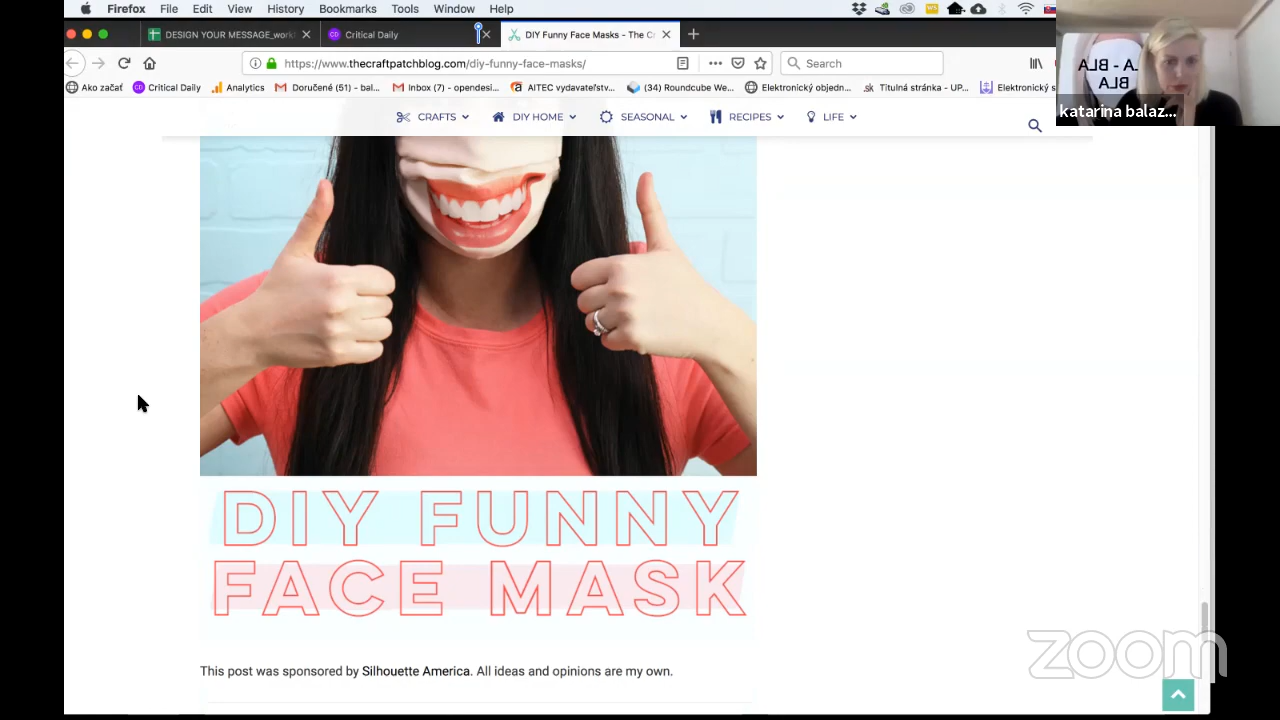 Firefox File Edit View History Bookmarks Tools Window Help
DESIGN YOUR MESSAGE_work
Critical Daily
DIY Funny Face Masks - The C
https://www.thecraftpatchblog.com/diy-funny-face-masks/
Search
Ako začať Critical Daily Analytics Doručené (51) - bal... Inbox (7) - opendesi... AITEC vydavateľstv... (34) Roundcube We... Elektronický objedn... Titulná stránka - UP... Elektronický s
BLA - BLA
BLA
katarina balaz...
CRAFTS DIY HOME SEASONAL RECIPES LIFE
DIY FUNNY
FACE MASK
This post was sponsored by Silhouette America. All ideas and opinions are my own.
zoom